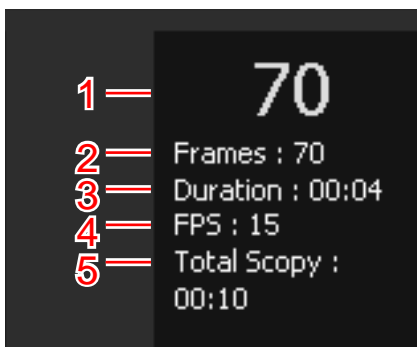 1 70
2 Frames : 70
3 Duration : 00:04
4 FPS : 15
5 Total Scopy :
00:10